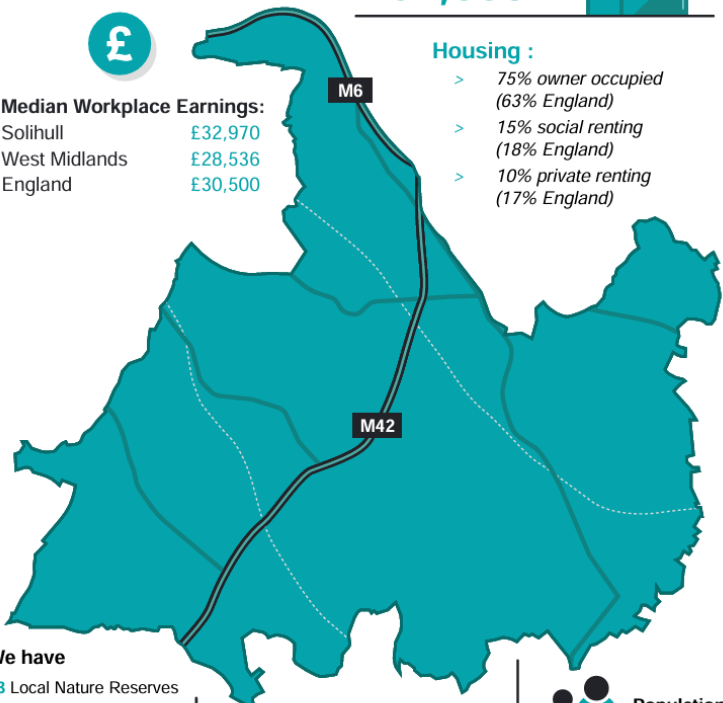 £
Median Workplace Earnings:
Solihull £32,970
West Midlands £28,536
England £30,500
Housing :
> 75% owner occupied
(63% England)
> 15% social renting
(18% England)
> 10% private renting
(17% England)
M6
M42
We have
Local Nature Reserves
Population